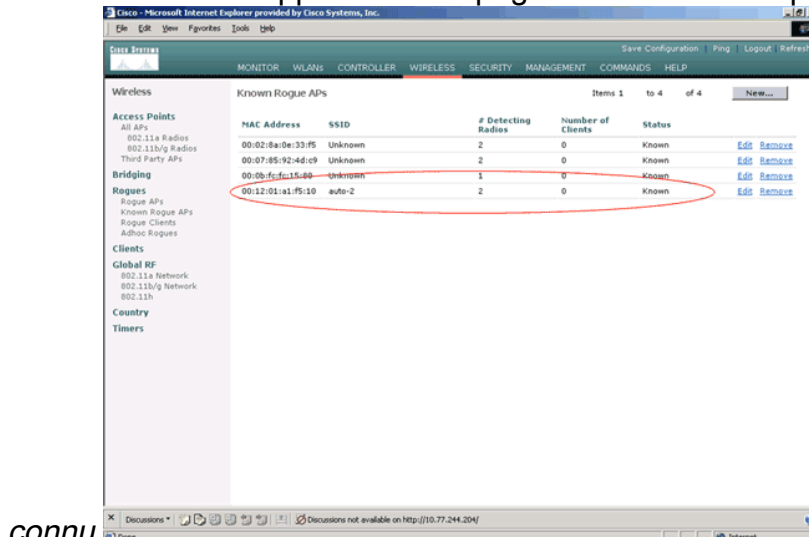 Cisco - Microsoft Internet Explorer provided by Cisco Systems, Inc.
File Edit View Favorites Tools Help
CISCO SYSTEMS
Save Configuration Ping Logout Refresh
MONITOR WLANs CONTROLLER WIRELESS SECURITY MANAGEMENT COMMANDS HELP
Wireless
Access Points
All APs
802.11a Radios
802.11b/g Radios
Third Party APs
Bridging
Rogues
Rogue APs
Known Rogue APs
Rogue Clients
Adhoc Rogues
Clients
Global RF
802.11a Network
802.11b/g Network
802.11h
Country
Timers
Known Rogue APs Items 1 to 4 of 4 New...
MAC Address SSID # Detecting Radios Number of Clients Status
00:02:8a:0e:33:f5 Unknown 2 0 Known Edit Remove
00:07:85:92:4d:c9 Unknown 2 0 Known Edit Remove
00:0b:fc:fc:15:80 Unknown 1 0 Known Edit Remove
00:12:01:a1:f5:10 auto-2 2 0 Known Edit Remove
Discussions Discussions not available on http://10.77.244.204/
connu
Internet